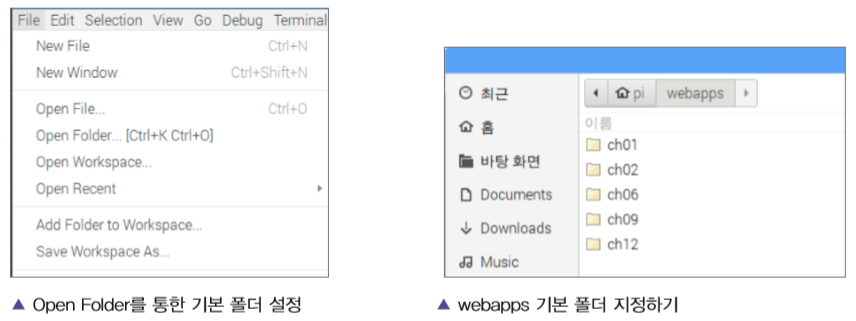 File Edit Selection View Go Debug Terminal
New File Ctrl+N
New Window Ctrl+Shift+N
Open File... Ctrl+O
Open Folder... [Ctrl+K Ctrl+O]
Open Workspace...
Open Recent
Add Folder to Workspace...
Save Workspace As...
▲ Open Folder를 통한 기본 폴더 설정
최근
홈
바탕 화면
Documents
Downloads
Music
pi webapps
이름
ch01
ch02
ch06
ch09
ch12
▲ webapps 기본 폴더 지정하기